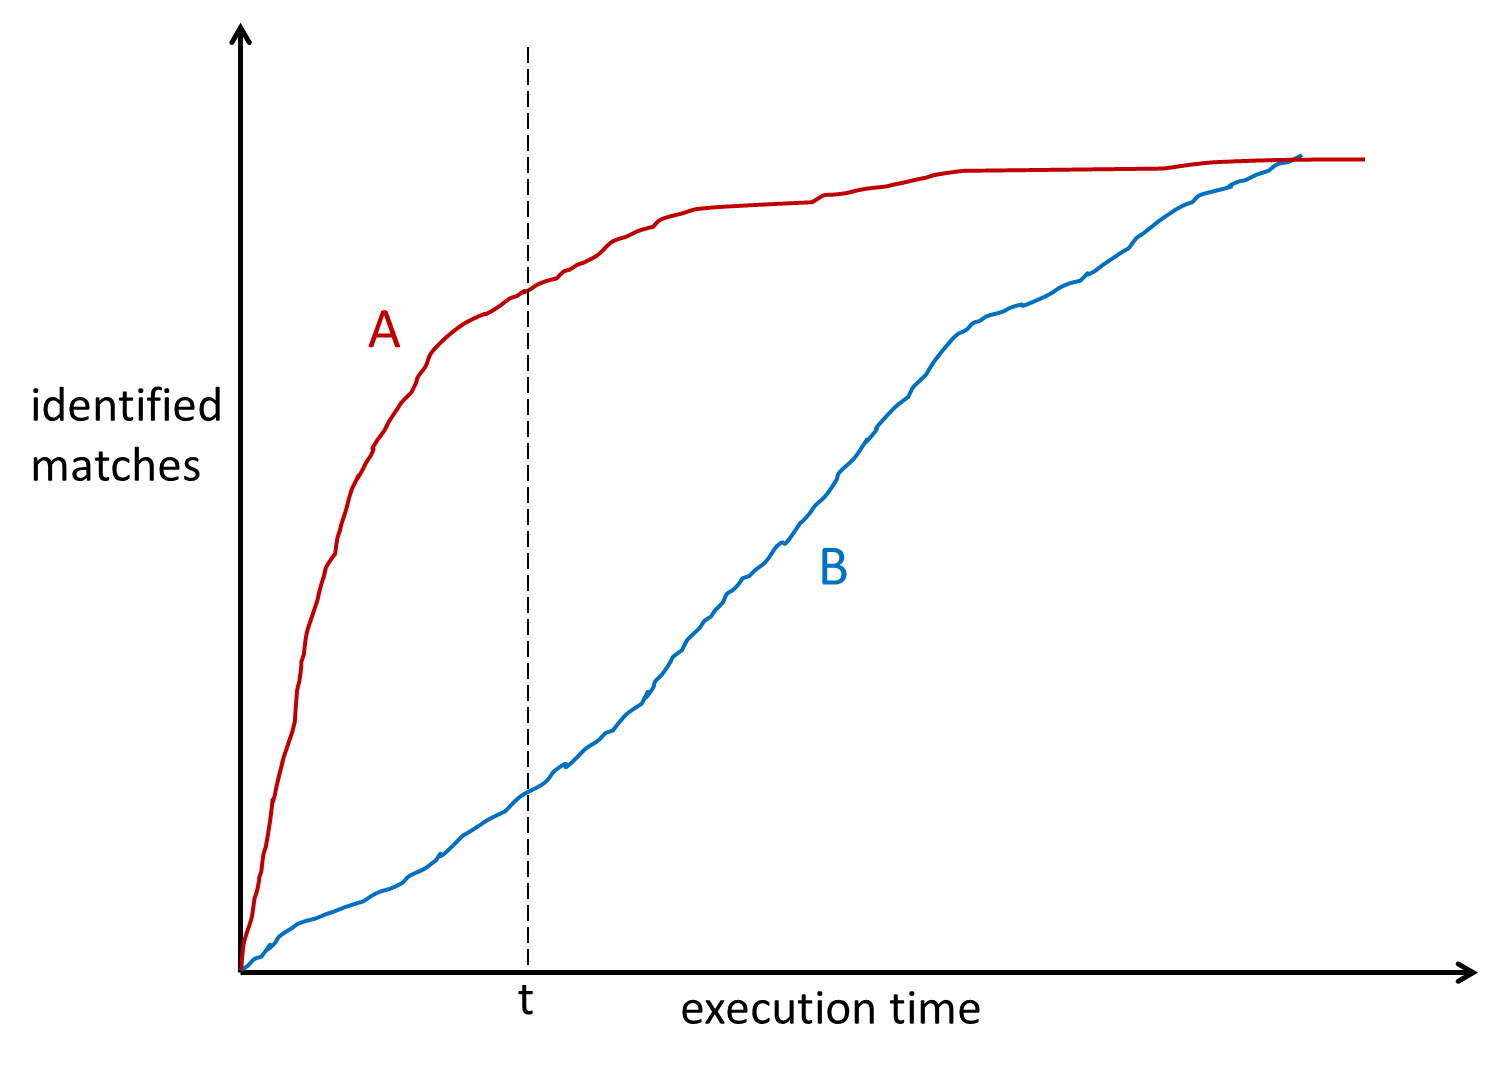 A
identified
matches
B
t
execution time